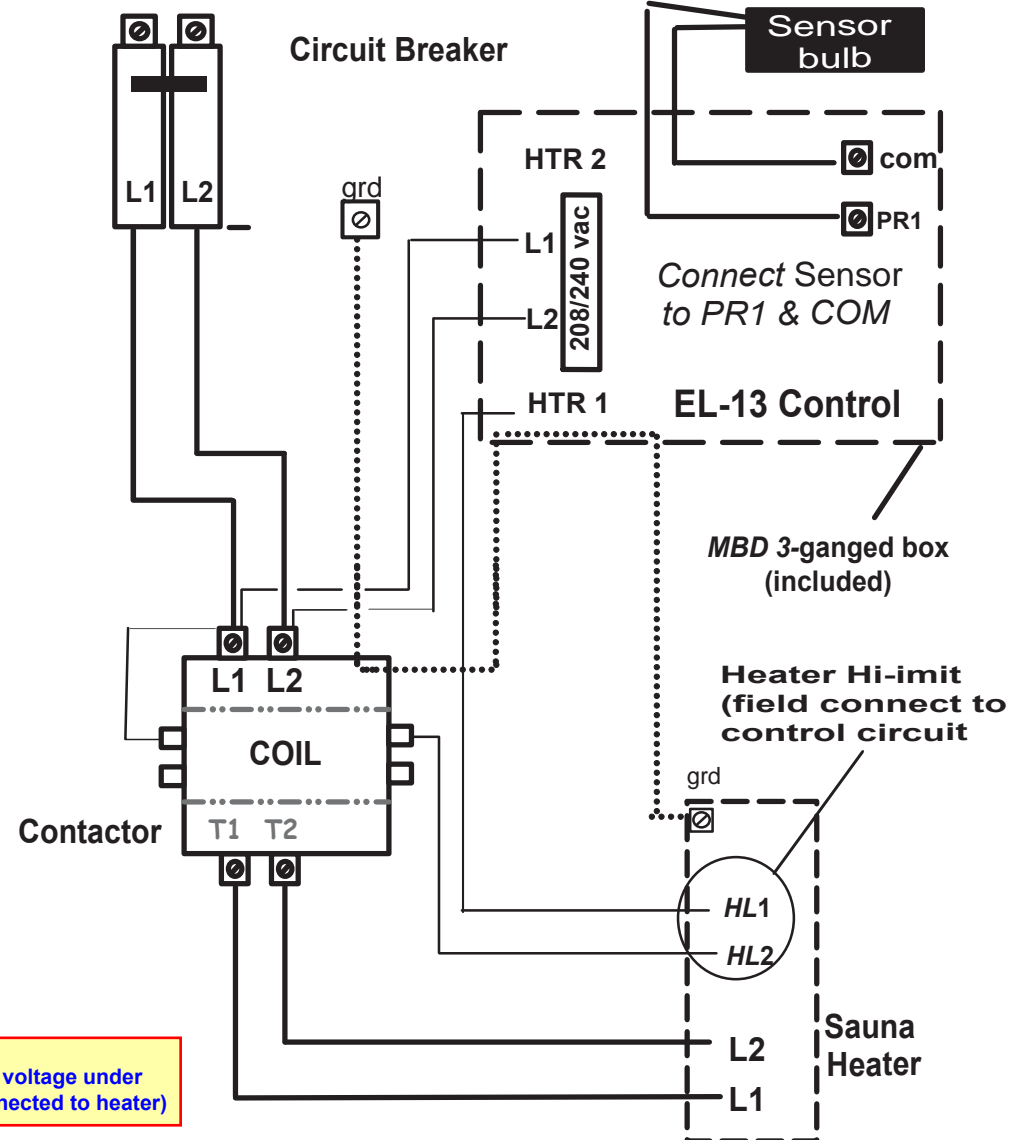 Circuit Breaker
Sensor
bulb
L1
L2
grd
HTR 2
com
PR1
L1
208/240 vac
L2
Connect Sensor
to PR1 & COM
HTR 1
EL-13 Control
MBD 3-ganged box
(included)
L1 L2
COIL
T1 T2
Contactor
Heater Hi-imit
(field connect to
control circuit
grd
HL1
HL2
L2
L1
Sauna
Heater
voltage under
nected to heater)